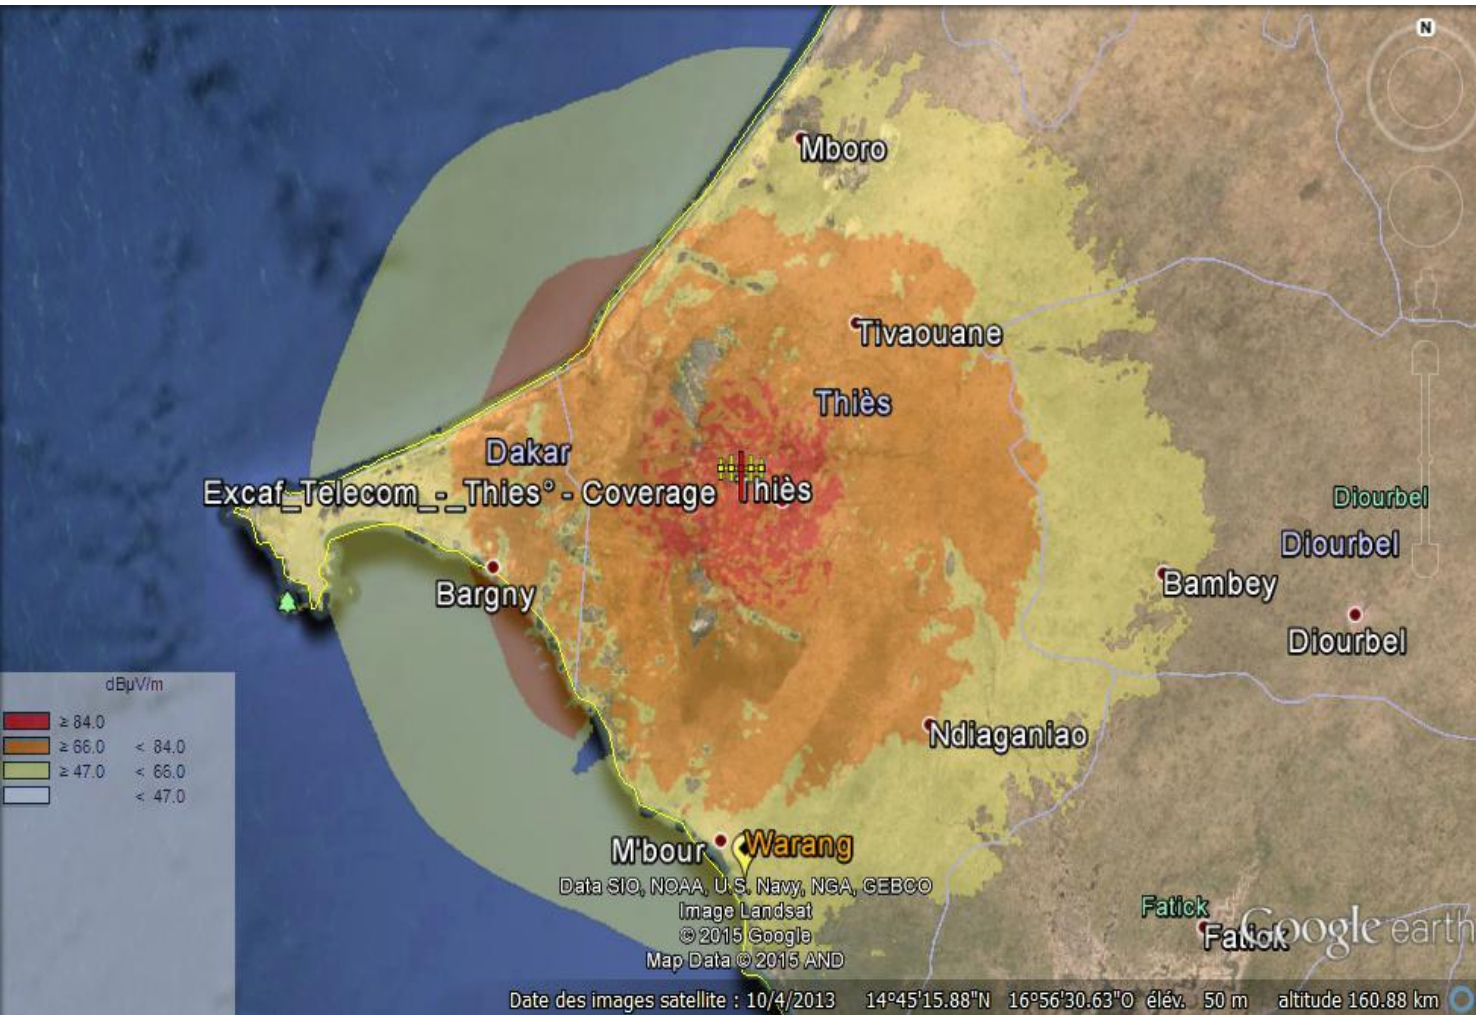 N
Mboro
Tivaouane
Thiès
Dakar
Excaf_Telecom_-_Thies° - Coverage
Thiès
Diourbel
Diourbel
Bambey
Bargny
Diourbel
dBµV/m
≥ 84.0
≥ 66.0 < 84.0
≥ 47.0 < 66.0
< 47.0
Ndiaganiao
M'bour
Warang
Data SIO, NOAA, U.S. Navy, NGA, GEBCO
Image Landsat
© 2015 Google
Map Data © 2015 AND
Fatick
Fatick
Google earth
Date des images satellite : 10/4/2013 14°45'15.88"N 16°56'30.63"O élév. 50 m altitude 160.88 km